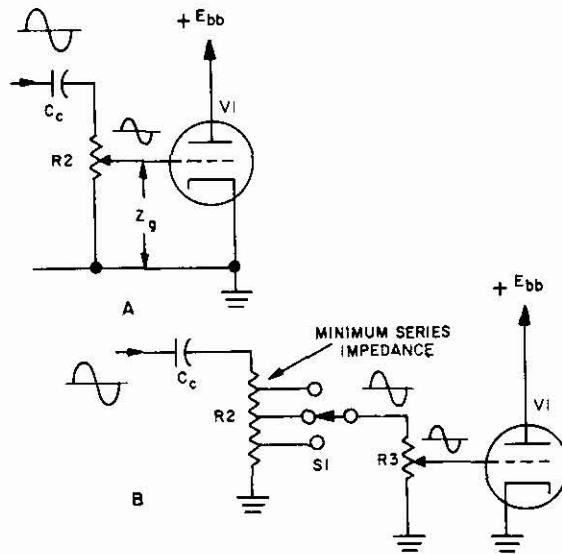 + Ebb
V1
Cc
R2
Zg
A
+ Ebb
MINIMUM SERIES
IMPEDANCE
Cc
V1
R2
R3
S1
B